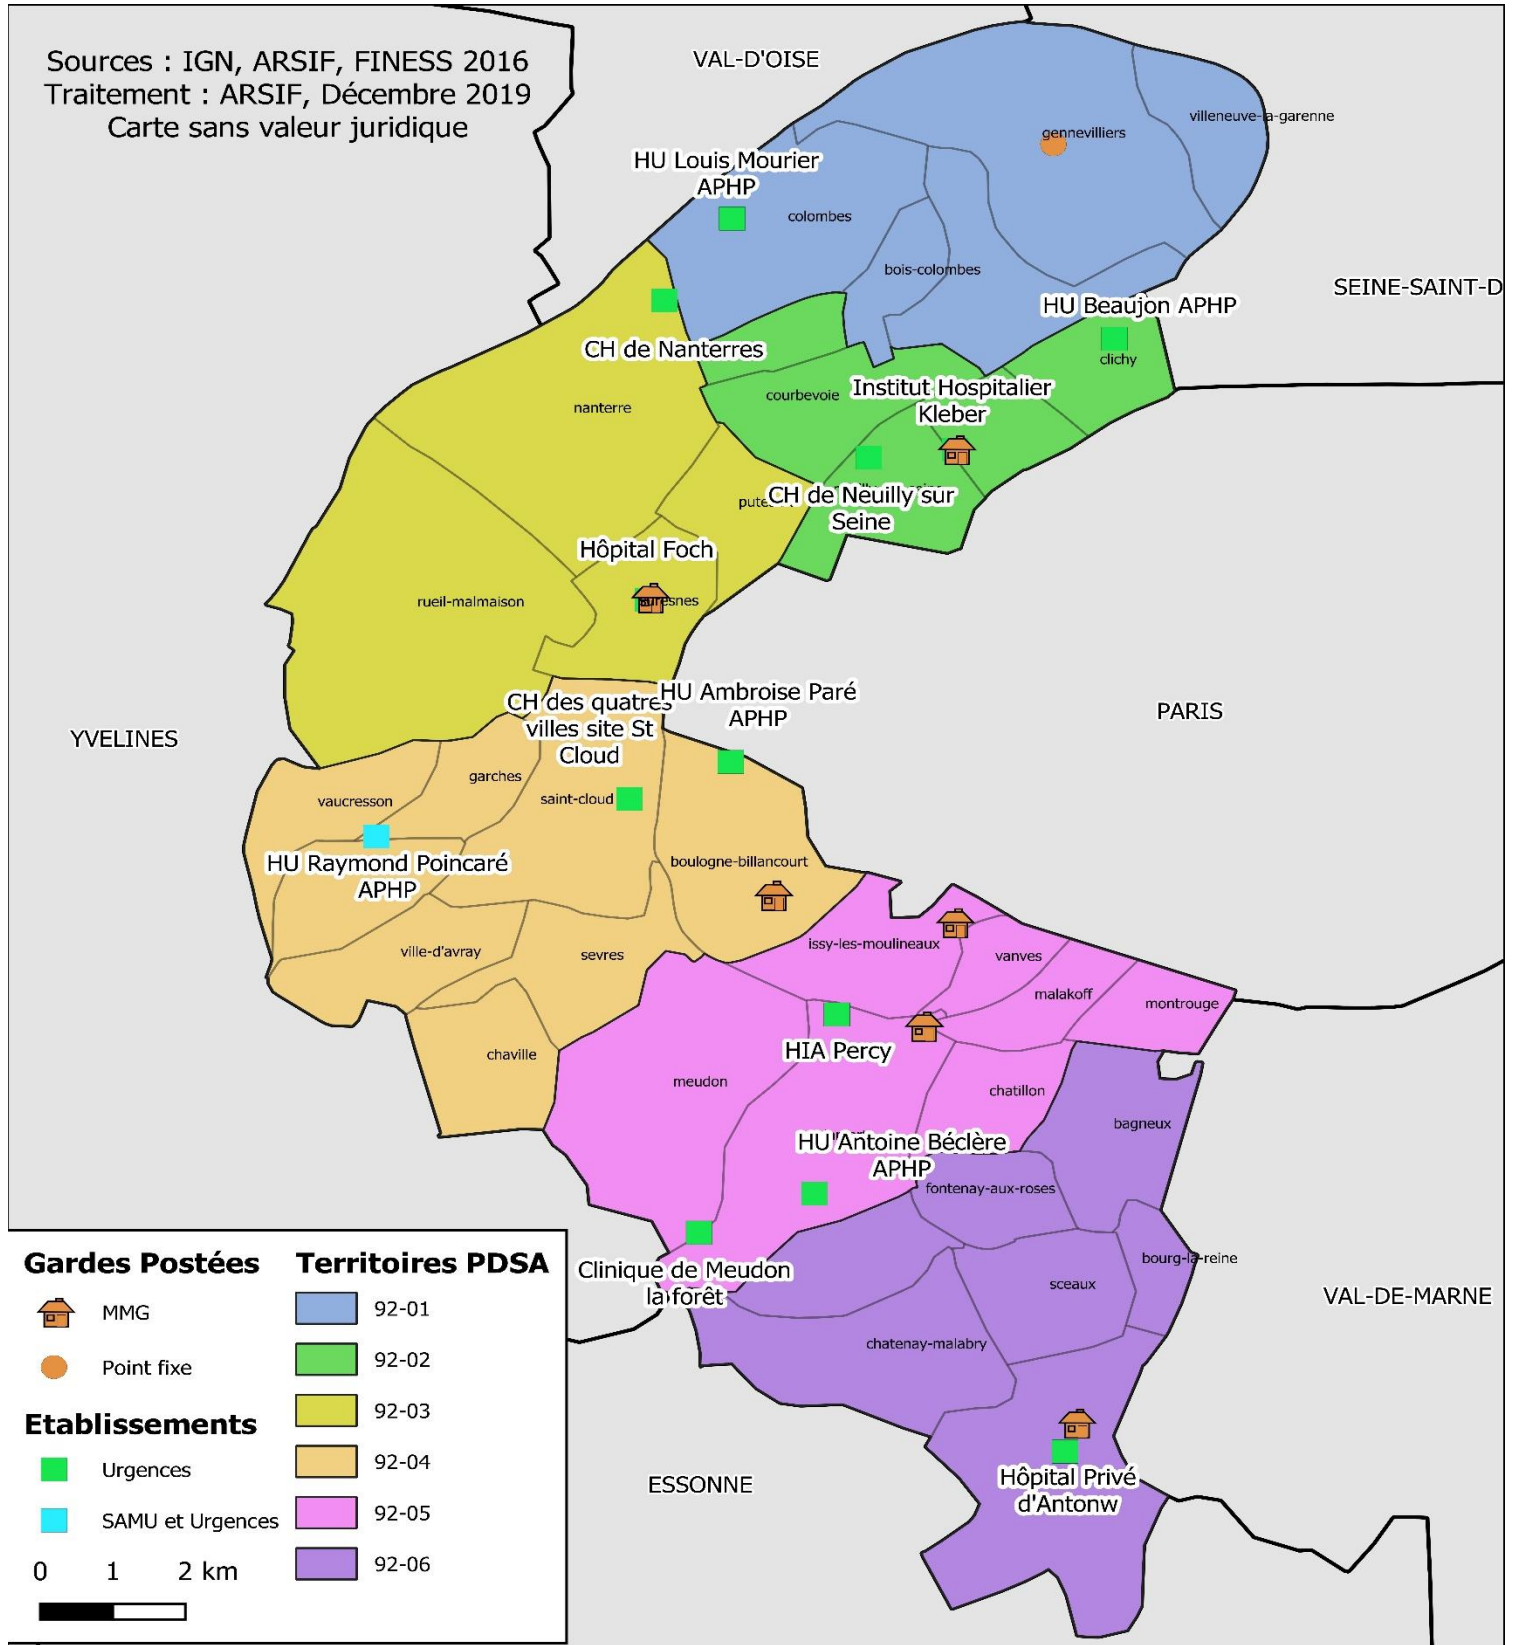 Sources : IGN, ARSIF, FINESS 2016
Traitement : ARSIF, Décembre 2019
Carte sans valeur juridique
VAL-D'OISE
villeneuve-la-garenne
gennevilliers
HU Louis Mourier
APHP
colombes
bois-colombes
SEINE-SAINT-D
HU Beaujon APHP
clichy
CH de Nanterres
courbevoie
Institut Hospitalier
Kleber
nanterre
CH de Neuilly sur
Seine
Hôpital Foch
rueil-malmaison
HU Ambroise Paré
APHP
CH des quatres
villes site St
Cloud
PARIS
YVELINES
garches
vaucresson
saint-cloud
HU Raymond Poincaré
APHP
boulogne-billancourt
ville-d'avray
sevres
issy-les-moulineaux
vanves
malakoff
montrouge
chaville
HIA Percy
meudon
chatillon
bagneux
HU Antoine Béclère
APHP
fontenay-aux-roses
Clinique de Meudon
la forêt
bourg-la-reine
sceaux
VAL-DE-MARNE
chatenay-malabry
ESSONNE
Hôpital Privé
d'Antonw
Gardes Postées
MMG
Point fixe
Etablissements
Urgences
SAMU et Urgences
0 1 2 km
Territoires PDSA
92-01
92-02
92-03
92-04
92-05
92-06